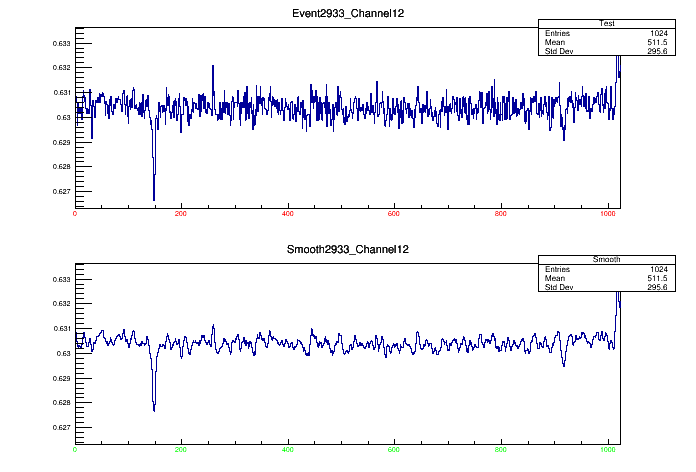 Event2933_Channel12
Test
Entries 1024
Mean 511.5
Std Dev 295.6
0.633
0.632
0.631
0.63
0.629
0.628
0.627
0 200 400 600 800 1000
Smooth2933_Channel12
Smooth
Entries 1024
Mean 511.5
Std Dev 295.6
0.633
0.632
0.631
0.63
0.629
0.628
0.627
0 200 400 600 800 1000